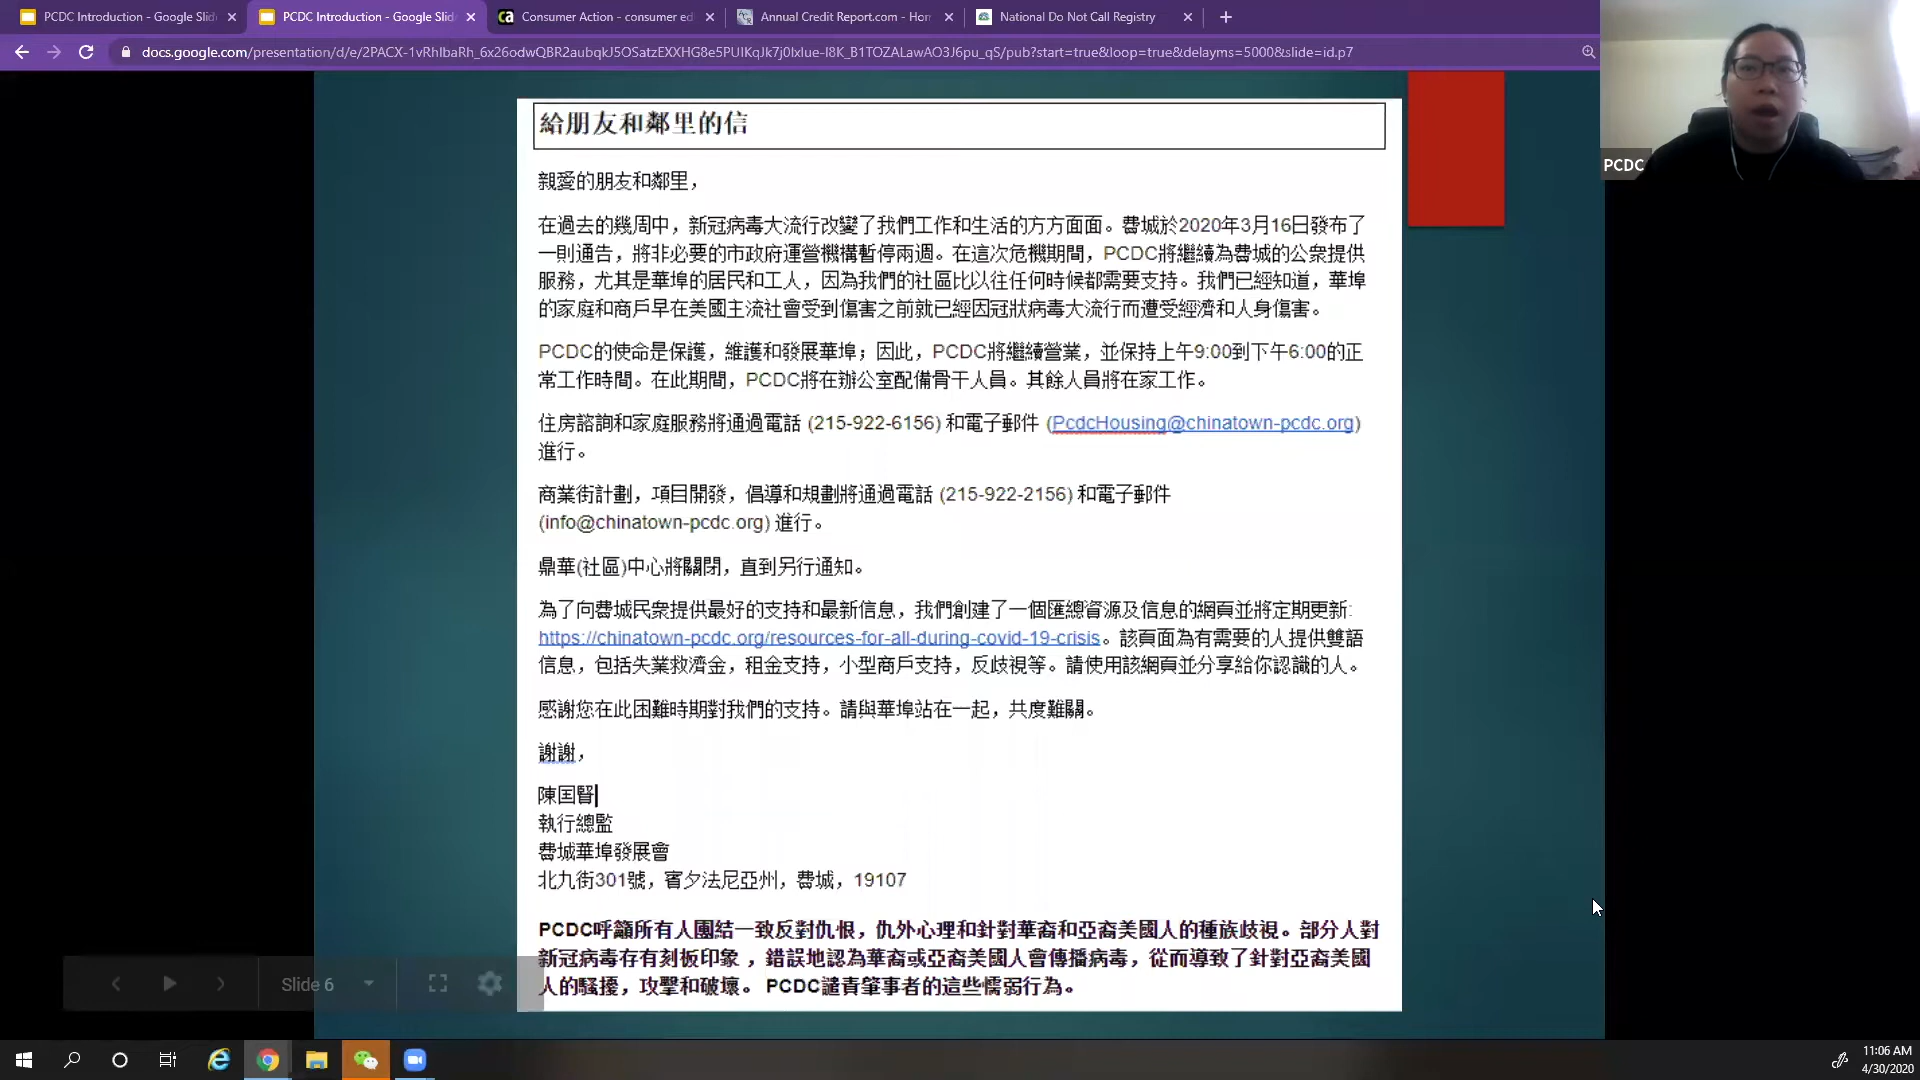 PCDC Introduction - Google Slid
PCDC Introduction - Google Slid
Consumer Action - consumer ed
Annual Credit Report.com - Hom
National Do Not Call Registry
docs.google.com/presentation/d/e/2PACX-1vRhIbaRh_6x26odwQBR2aubqkJ5OSatzEXXHG8e5PUIKqJk7j0Ixlue-I8K_B1TOZALawAO3J6pu_qS/pub?start=true&loop=true&delayms=5000&slide=id.p7
PCDC
給朋友和鄰里的信
親愛的朋友和鄰里，
在過去的幾周中，新冠病毒大流行改變了我們工作和生活的方方面面。費城於2020年3月16日發布了
一則通告，將非必要的市政府運營機構暫停兩週。在這次危機期間，PCDC將繼續為費城的公衆提供
服務，尤其是華埠的居民和工人，因為我們的社區比以往任何時候都需要支持。我們已經知道，華埠
的家庭和商戶早在美國主流社會受到傷害之前就已經因冠狀病毒大流行而遭受經濟和人身傷害。
PCDC的使命是保護，維護和發展華埠；因此，PCDC將繼續營業，並保持上午9:00到下午6:00的正
常工作時間。在此期間，PCDC將在辦公室配備骨干人員。其餘人員將在家工作。
住房諮詢和家庭服務將通過電話 (215-922-6156) 和電子郵件 (PcdcHousing@chinatown-pcdc.org)
進行。
商業街計劃，項目開發，倡導和規劃將通過電話 (215-922-2156) 和電子郵件
(info@chinatown-pcdc.org) 進行。
鼎華(社區)中心將關閉，直到另行通知。
為了向費城民衆提供最好的支持和最新信息，我們創建了一個匯總資源及信息的網頁並將定期更新:
https://chinatown-pcdc.org/resources-for-all-during-covid-19-crisis。該頁面為有需要的人提供雙語
信息，包括失業救濟金，租金支持，小型商戶支持，反歧視等。請使用該網頁並分享給你認識的人。
感謝您在此困難時期對我們的支持。請與華埠站在一起，共度難關。
謝謝，
陳国賢
執行總監
費城華埠發展會
北九街301號，賓夕法尼亞州，費城，19107
PCDC呼籲所有人團結一致反對仇恨，仇外心理和針對華裔和亞裔美國人的種族歧視。部分人對
新冠病毒存有刻板印象 ，錯誤地認為華裔或亞裔美國人會傳播病毒，從而導致了針對亞裔美國
人的騷擾，攻擊和破壞。 PCDC譴責肇事者的這些懦弱行為。
Slide 6
11:06 AM
4/30/2020